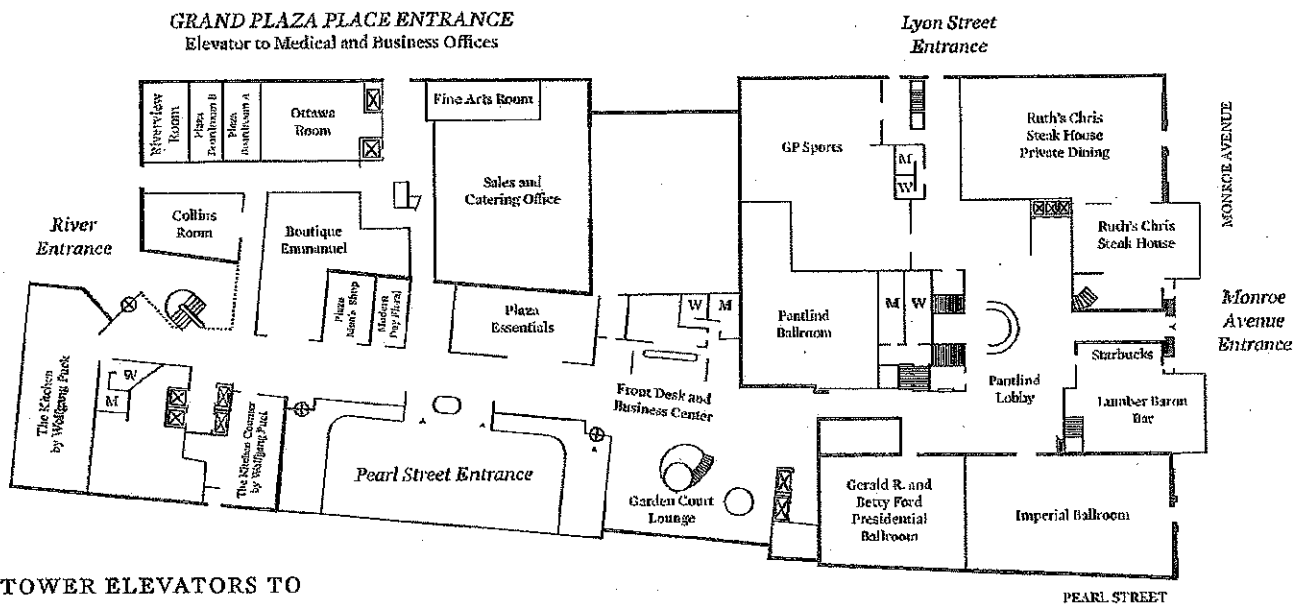 GRAND PLAZA PLACE ENTRANCE
Elevator to Medical and Business Offices
Lyon Street
Entrance
Riverview
Room
Plaza
Boardroom B
Plaza
Boardroom A
Ottawa
Room
Fine Arts Room
Sales and
Catering Office
GP Sports
M
W
Ruth's Chris
Steak House
Private Dining
MONROE AVENUE
River
Entrance
Collins
Room
Boutique
Emmanuel
Ruth's Chris
Steak House
Plaza
Men's Shop
Modern
Day Floral
Plaza
Essentials
W
M
Pantlind
Ballroom
M
W
Monroe
Avenue
Entrance
Starbucks
Pantlind
Lobby
Lumber Baron
Bar
The Kitchen
by Wolfgang Puck
W
M
The Kitchen Counter
by Wolfgang Puck
Front Desk and
Business Center
Pearl Street Entrance
Garden Court
Lounge
Gerald R. and
Betty Ford
Presidential
Ballroom
Imperial Ballroom
TOWER ELEVATORS TO
PEARL STREET